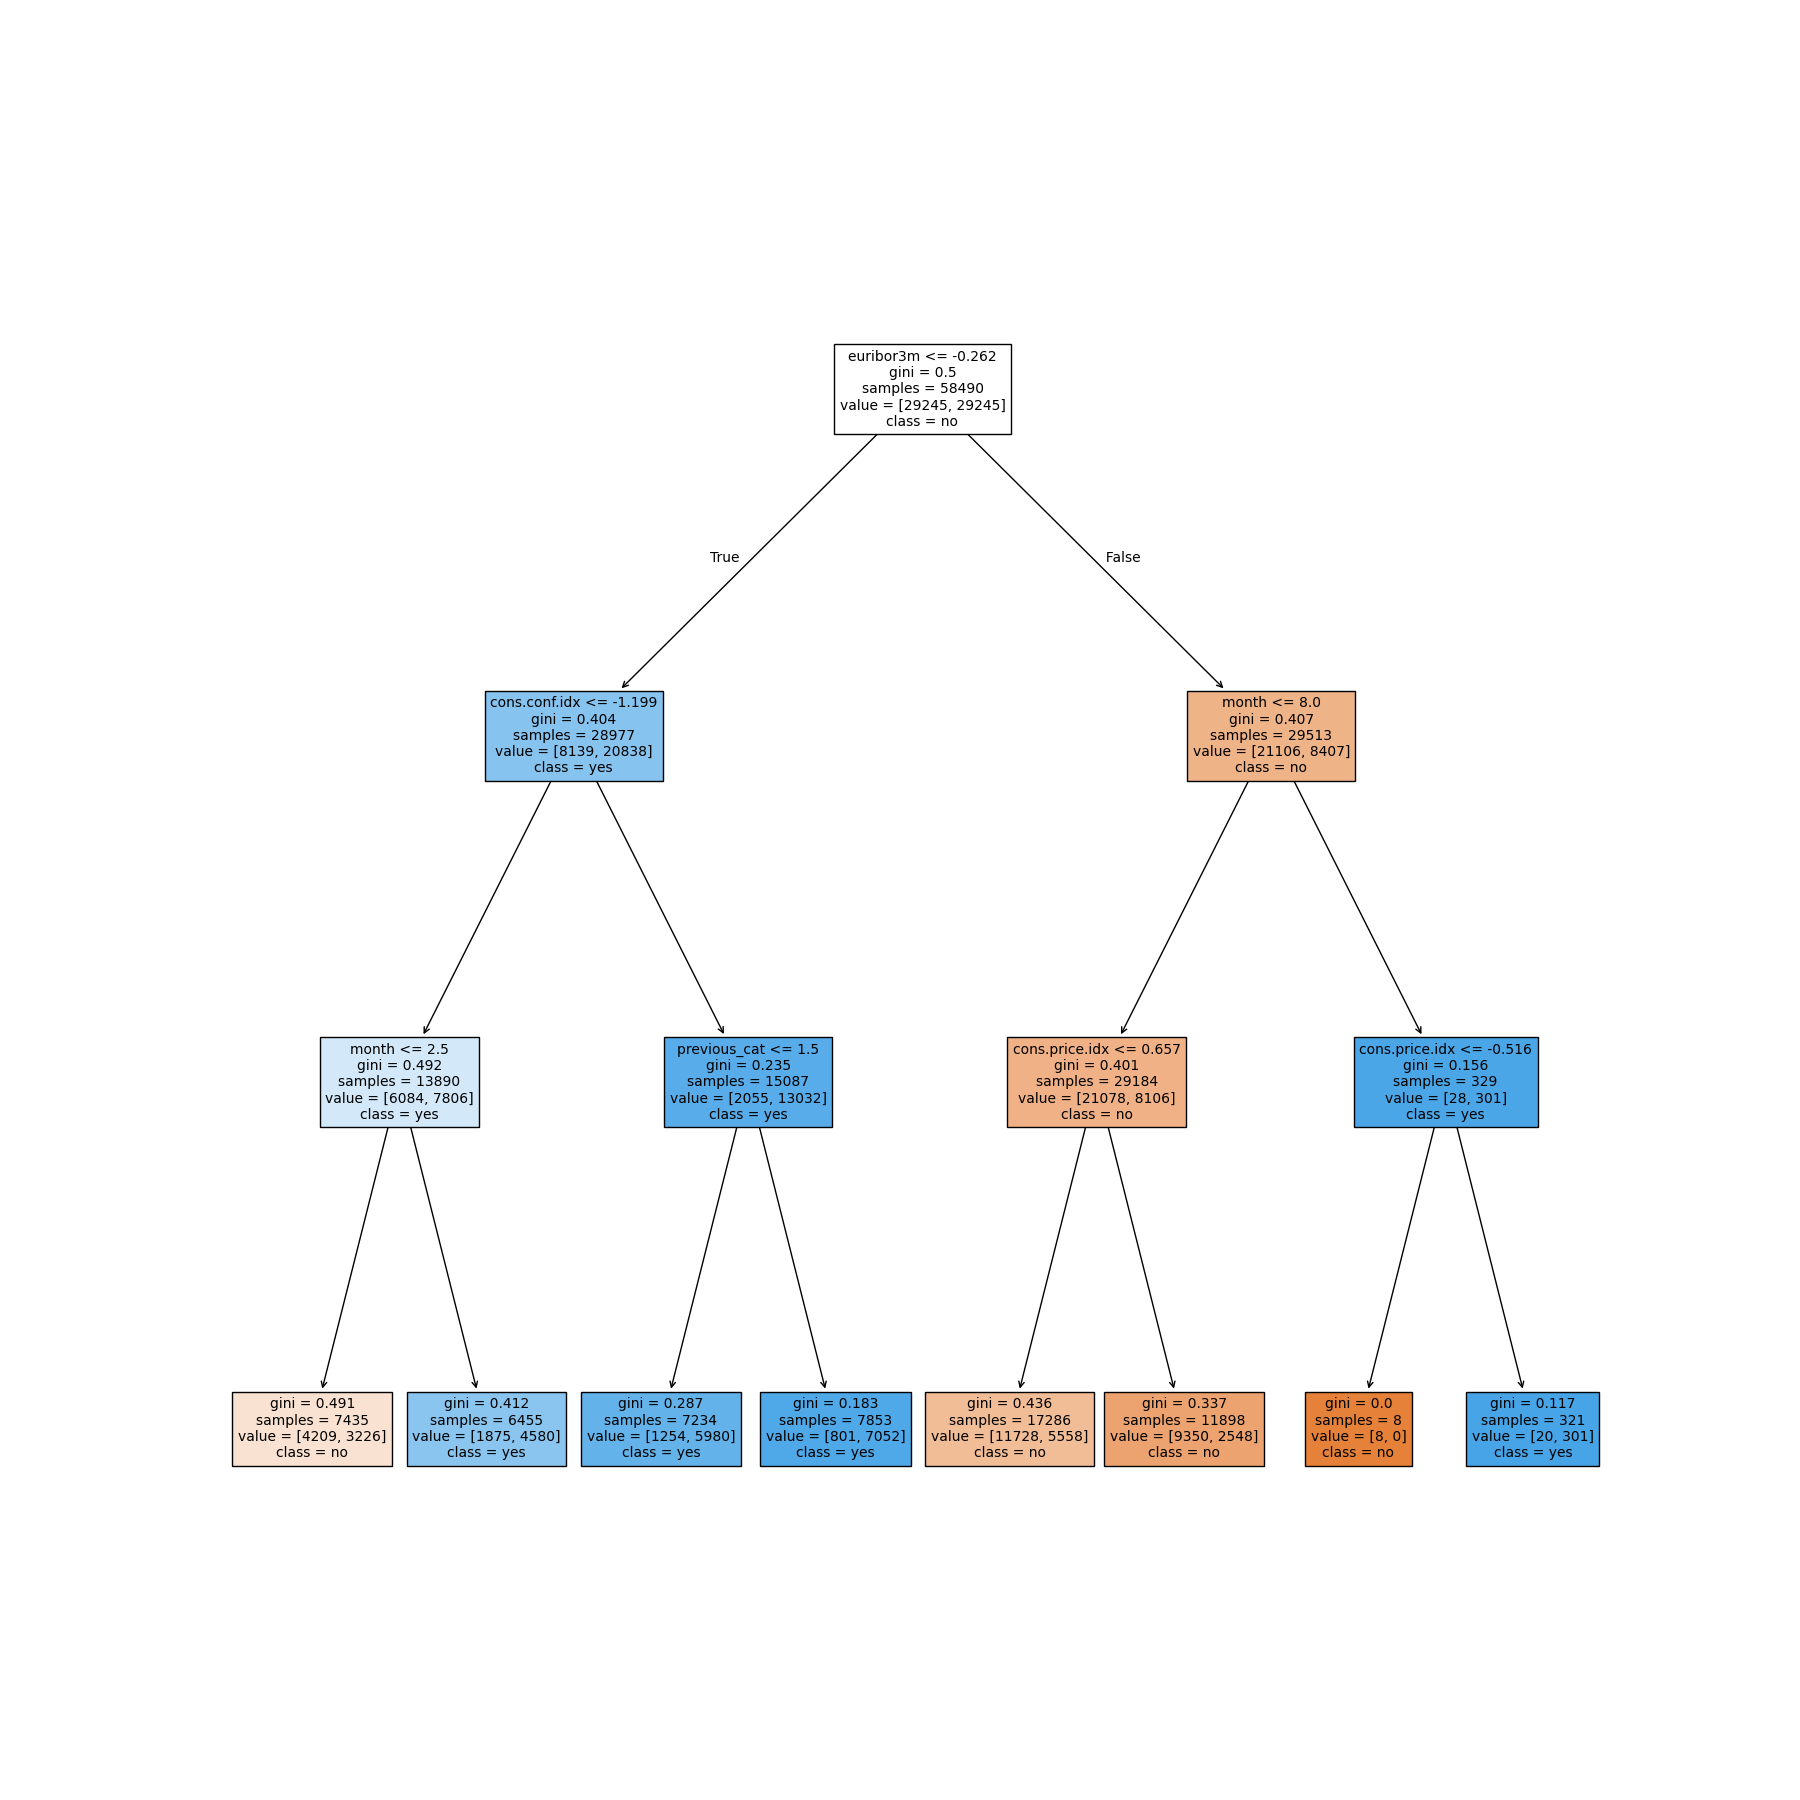 euribor3m <= -0.262
gini = 0.5
samples = 58490
value = [29245, 29245]
class = no
True
False
cons.conf.idx <= -1.199
gini = 0.404
samples = 28977
value = [8139, 20838]
class = yes
month <= 8.0
gini = 0.407
samples = 29513
value = [21106, 8407]
class = no
month <= 2.5
gini = 0.492
samples = 13890
value = [6084, 7806]
class = yes
previous_cat <= 1.5
gini = 0.235
samples = 15087
value = [2055, 13032]
class = yes
cons.price.idx <= 0.657
gini = 0.401
samples = 29184
value = [21078, 8106]
class = no
cons.price.idx <= -0.516
gini = 0.156
samples = 329
value = [28, 301]
class = yes
gini = 0.491
samples = 7435
value = [4209, 3226]
class = no
gini = 0.412
samples = 6455
value = [1875, 4580]
class = yes
gini = 0.287
samples = 7234
value = [1254, 5980]
class = yes
gini = 0.183
samples = 7853
value = [801, 7052]
class = yes
gini = 0.436
samples = 17286
value = [11728, 5558]
class = no
gini = 0.337
samples = 11898
value = [9350, 2548]
class = no
gini = 0.0
samples = 8
value = [8, 0]
class = no
gini = 0.117
samples = 321
value = [20, 301]
class = yes